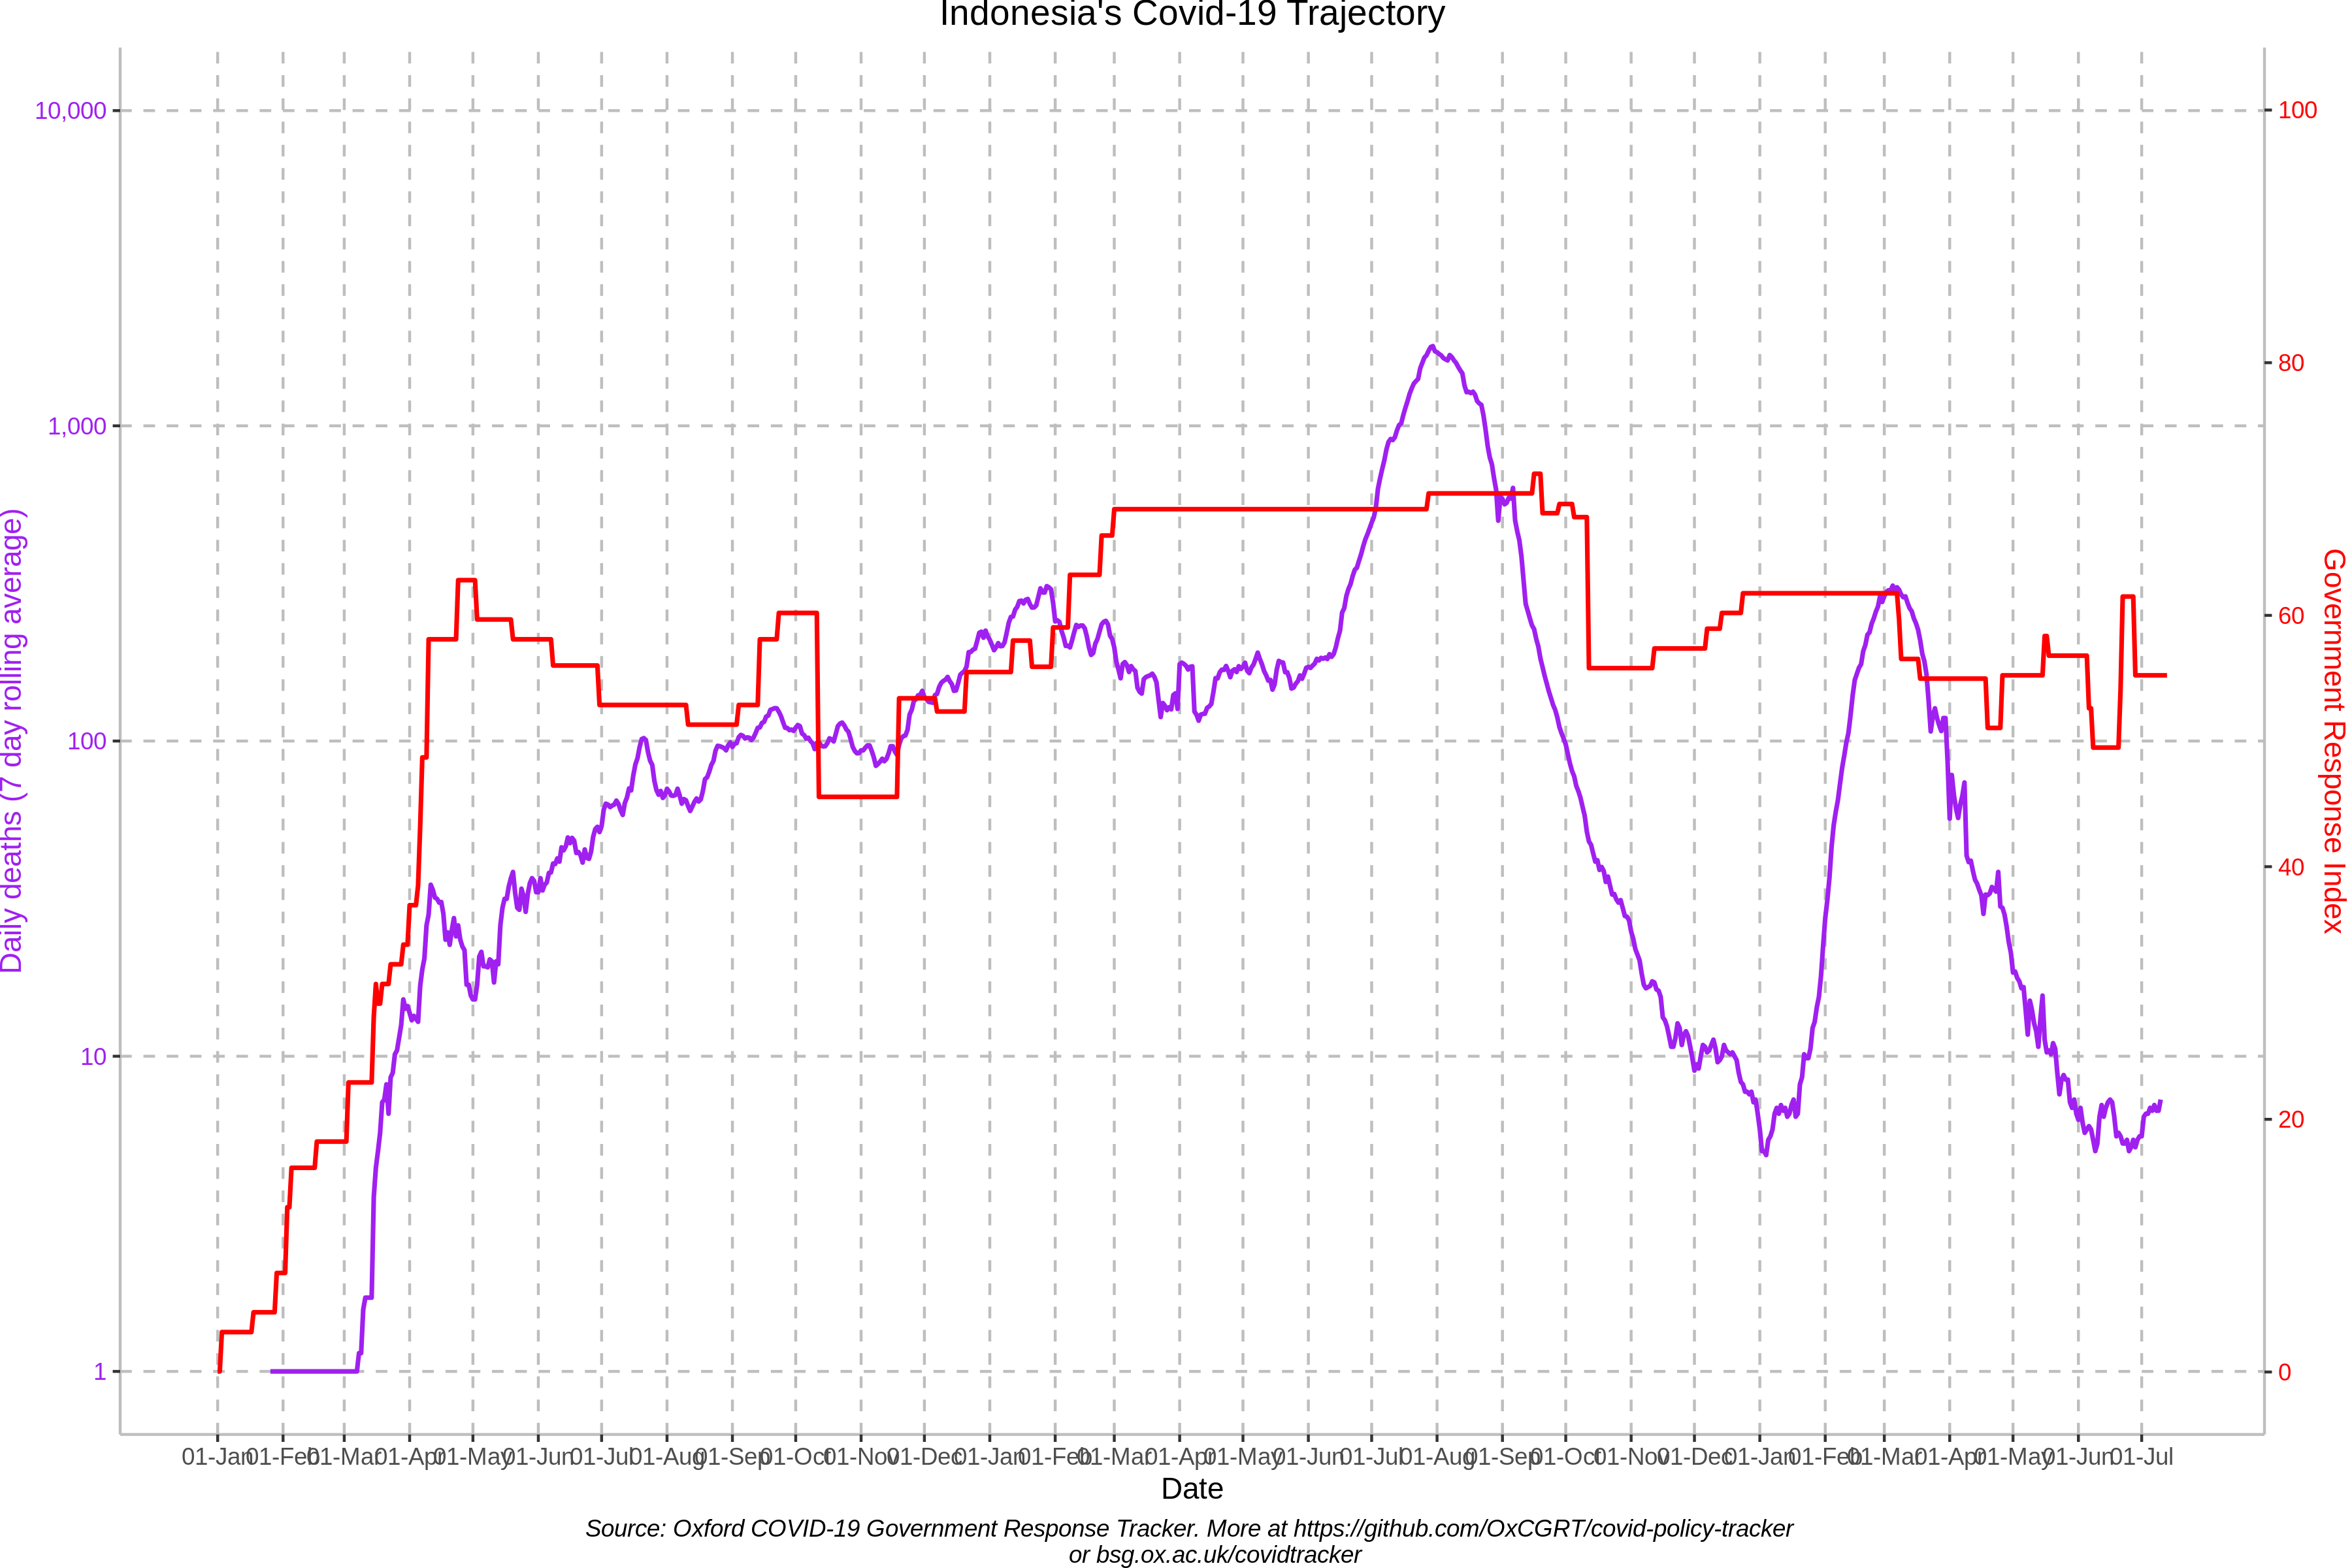 Indonesia's Covid-19 Trajectory
Daily deaths (7 day rolling average)
10,000
1,000
100
10
1
100
80
60
40
20
0
Government Response Index
01-Jan 01-Feb 01-Mar 01-Apr 01-May 01-Jun 01-Jul 01-Aug 01-Sep 01-Oct 01-Nov 01-Dec 01-Jan 01-Feb 01-Mar 01-Apr 01-May 01-Jun 01-Jul 01-Aug 01-Sep 01-Oct 01-Nov 01-Dec 01-Jan 01-Feb 01-Mar 01-Apr 01-May 01-Jun 01-Jul
Date
Source: Oxford COVID-19 Government Response Tracker. More at https://github.com/OxCGRT/covid-policy-tracker
or bsg.ox.ac.uk/covidtracker